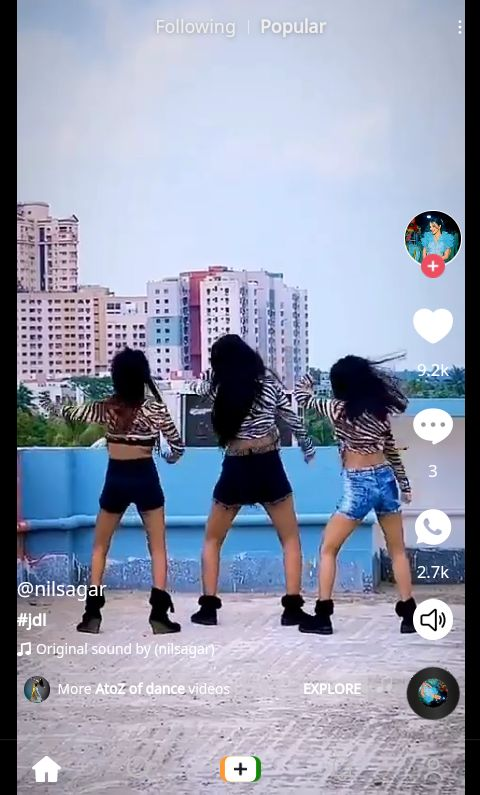 Following | Popular
9.2k
3
2.7k
@nilsagar
#jdl
Original sound by (nilsagar)
More AtoZ of dance videos EXPLORE